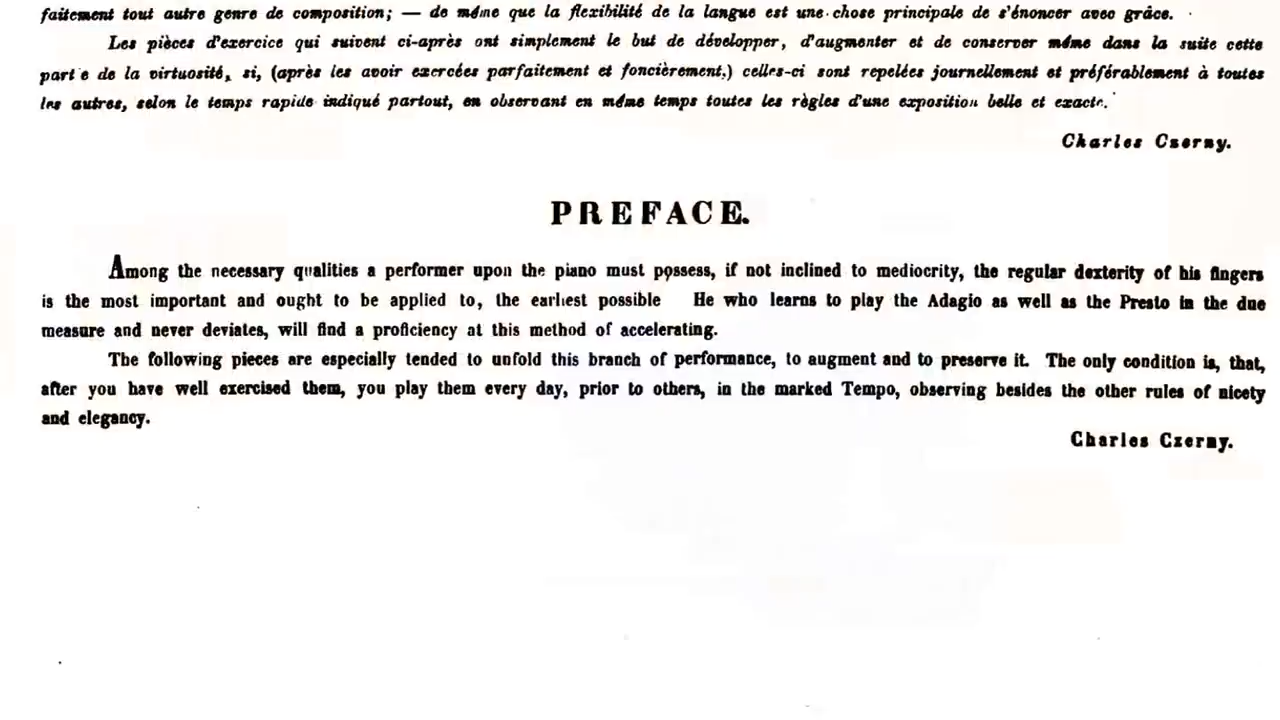 faitement tout autre genre de composition; — de même que la flexibilité de la langue est une chose principale de s'énoncer avec grâce.
Les pièces d'exercice qui suivent ci-après ont simplement le but de développer, d'augmenter et de conserver même dans la suite cette
part e de la virtuosité, si, (après les avoir exercées parfaitement et foncièrement,) celles-ci sont repelées journellement et préférablement à toutes
les autres, selon le temps rapide indiqué partout, en observant en même temps toutes les règles d'une exposition belle et exacte.
Charles Czerny.
PREFACE.
Among the necessary qualities a performer upon the piano must possess, if not inclined to mediocrity, the regular dexterity of his fingers
is the most important and ought to be applied to, the earliest possible He who learns to play the Adagio as well as the Presto in the due
measure and never deviates, will find a proficiency at this method of accelerating.
The following pieces are especially tended to unfold this branch of performance, to augment and to preserve it. The only condition is, that,
after you have well exercised them, you play them every day, prior to others, in the marked Tempo, observing besides the other rules of nicety
and elegancy.
Charles Czerny.